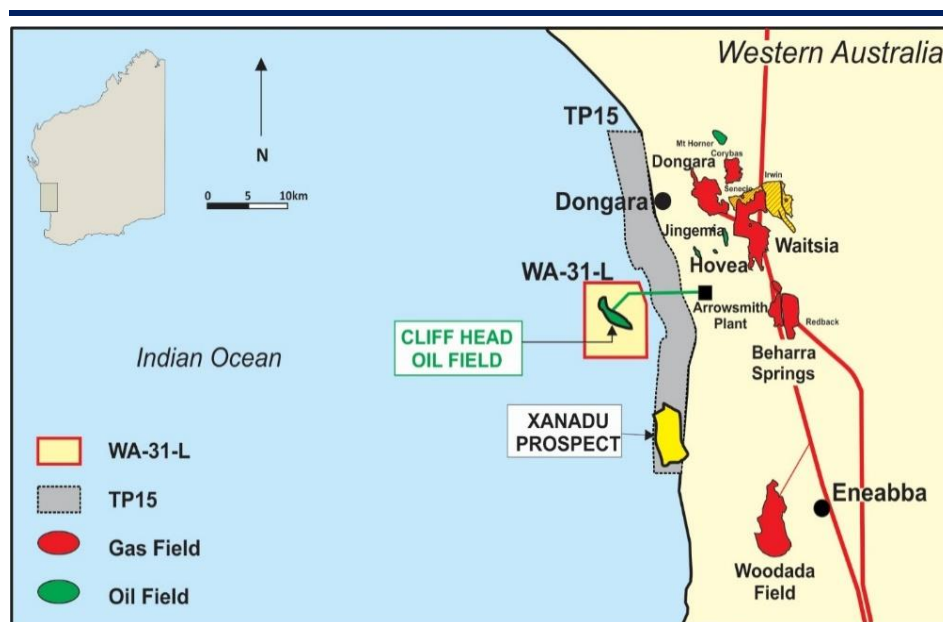 Western Australia
TP15
N
0 5 10km
Mt Horner
Corybas
Dongara
Irwin
Senecio
Dongara
Jingemia
Waitsia
Hovea
WA-31-L
Arrowsmith
Plant
Redback
CLIFF HEAD
OIL FIELD
Beharra
Springs
Indian Ocean
XANADU
PROSPECT
WA-31-L
TP15
Eneabba
Gas Field
Woodada
Field
Oil Field